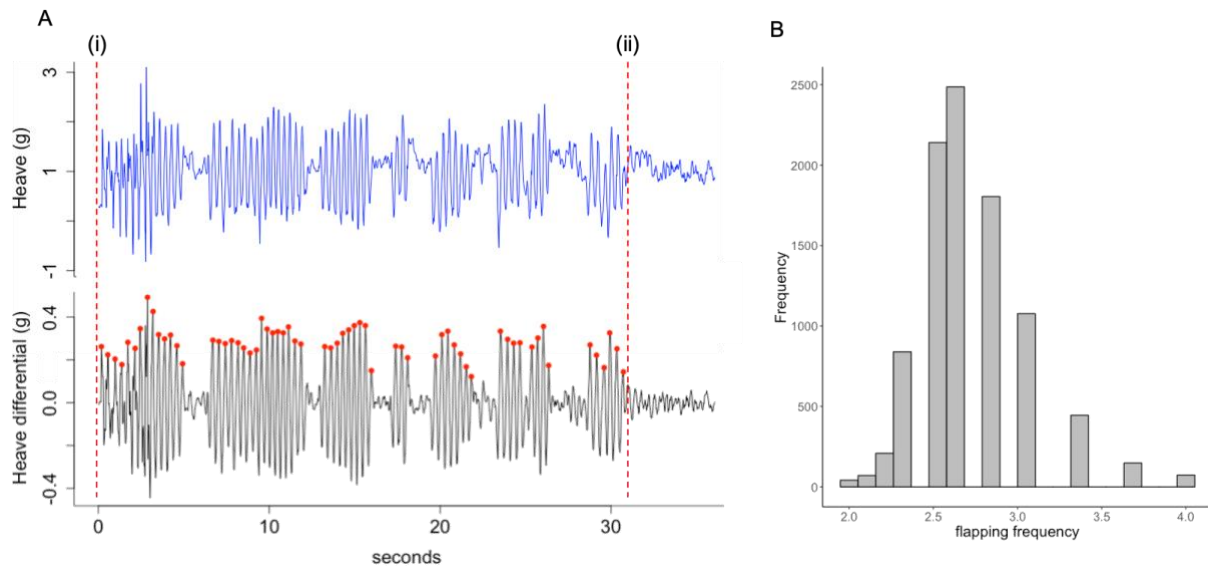 A
(i)
(ii)
Heave (g)
3
1
-1
Heave differential (g)
0.4
0.0
-0.4
0
10
20
30
seconds
B
Frequency
2500
2000
1500
1000
500
0
2.0
2.5
3.0
3.5
4.0
flapping frequency